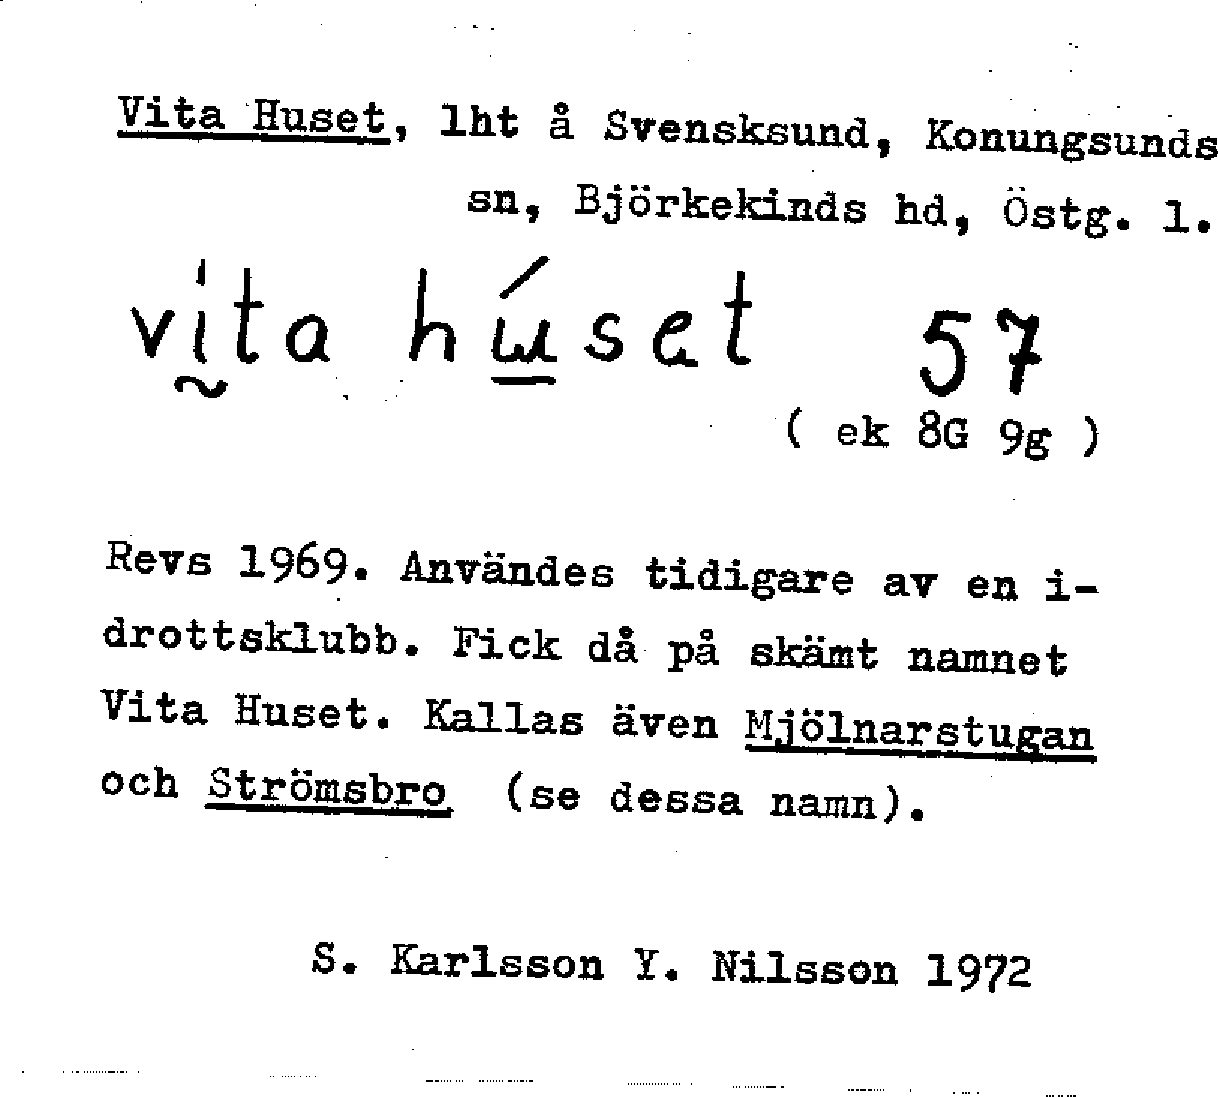 Vita Huset, lht å Svensksund, Konungsunds
sn, Björkekinds hd, Östg. l.
vita húset 57
( ek 8G 9g )
Revs 1969. Användes tidigare av en i-
drottsklubb. Fick då på skämt namnet
Vita Huset. Kallas även Mjölnarstugan
och Strömsbro (se dessa namn).
S. Karlsson Y. Nilsson 1972